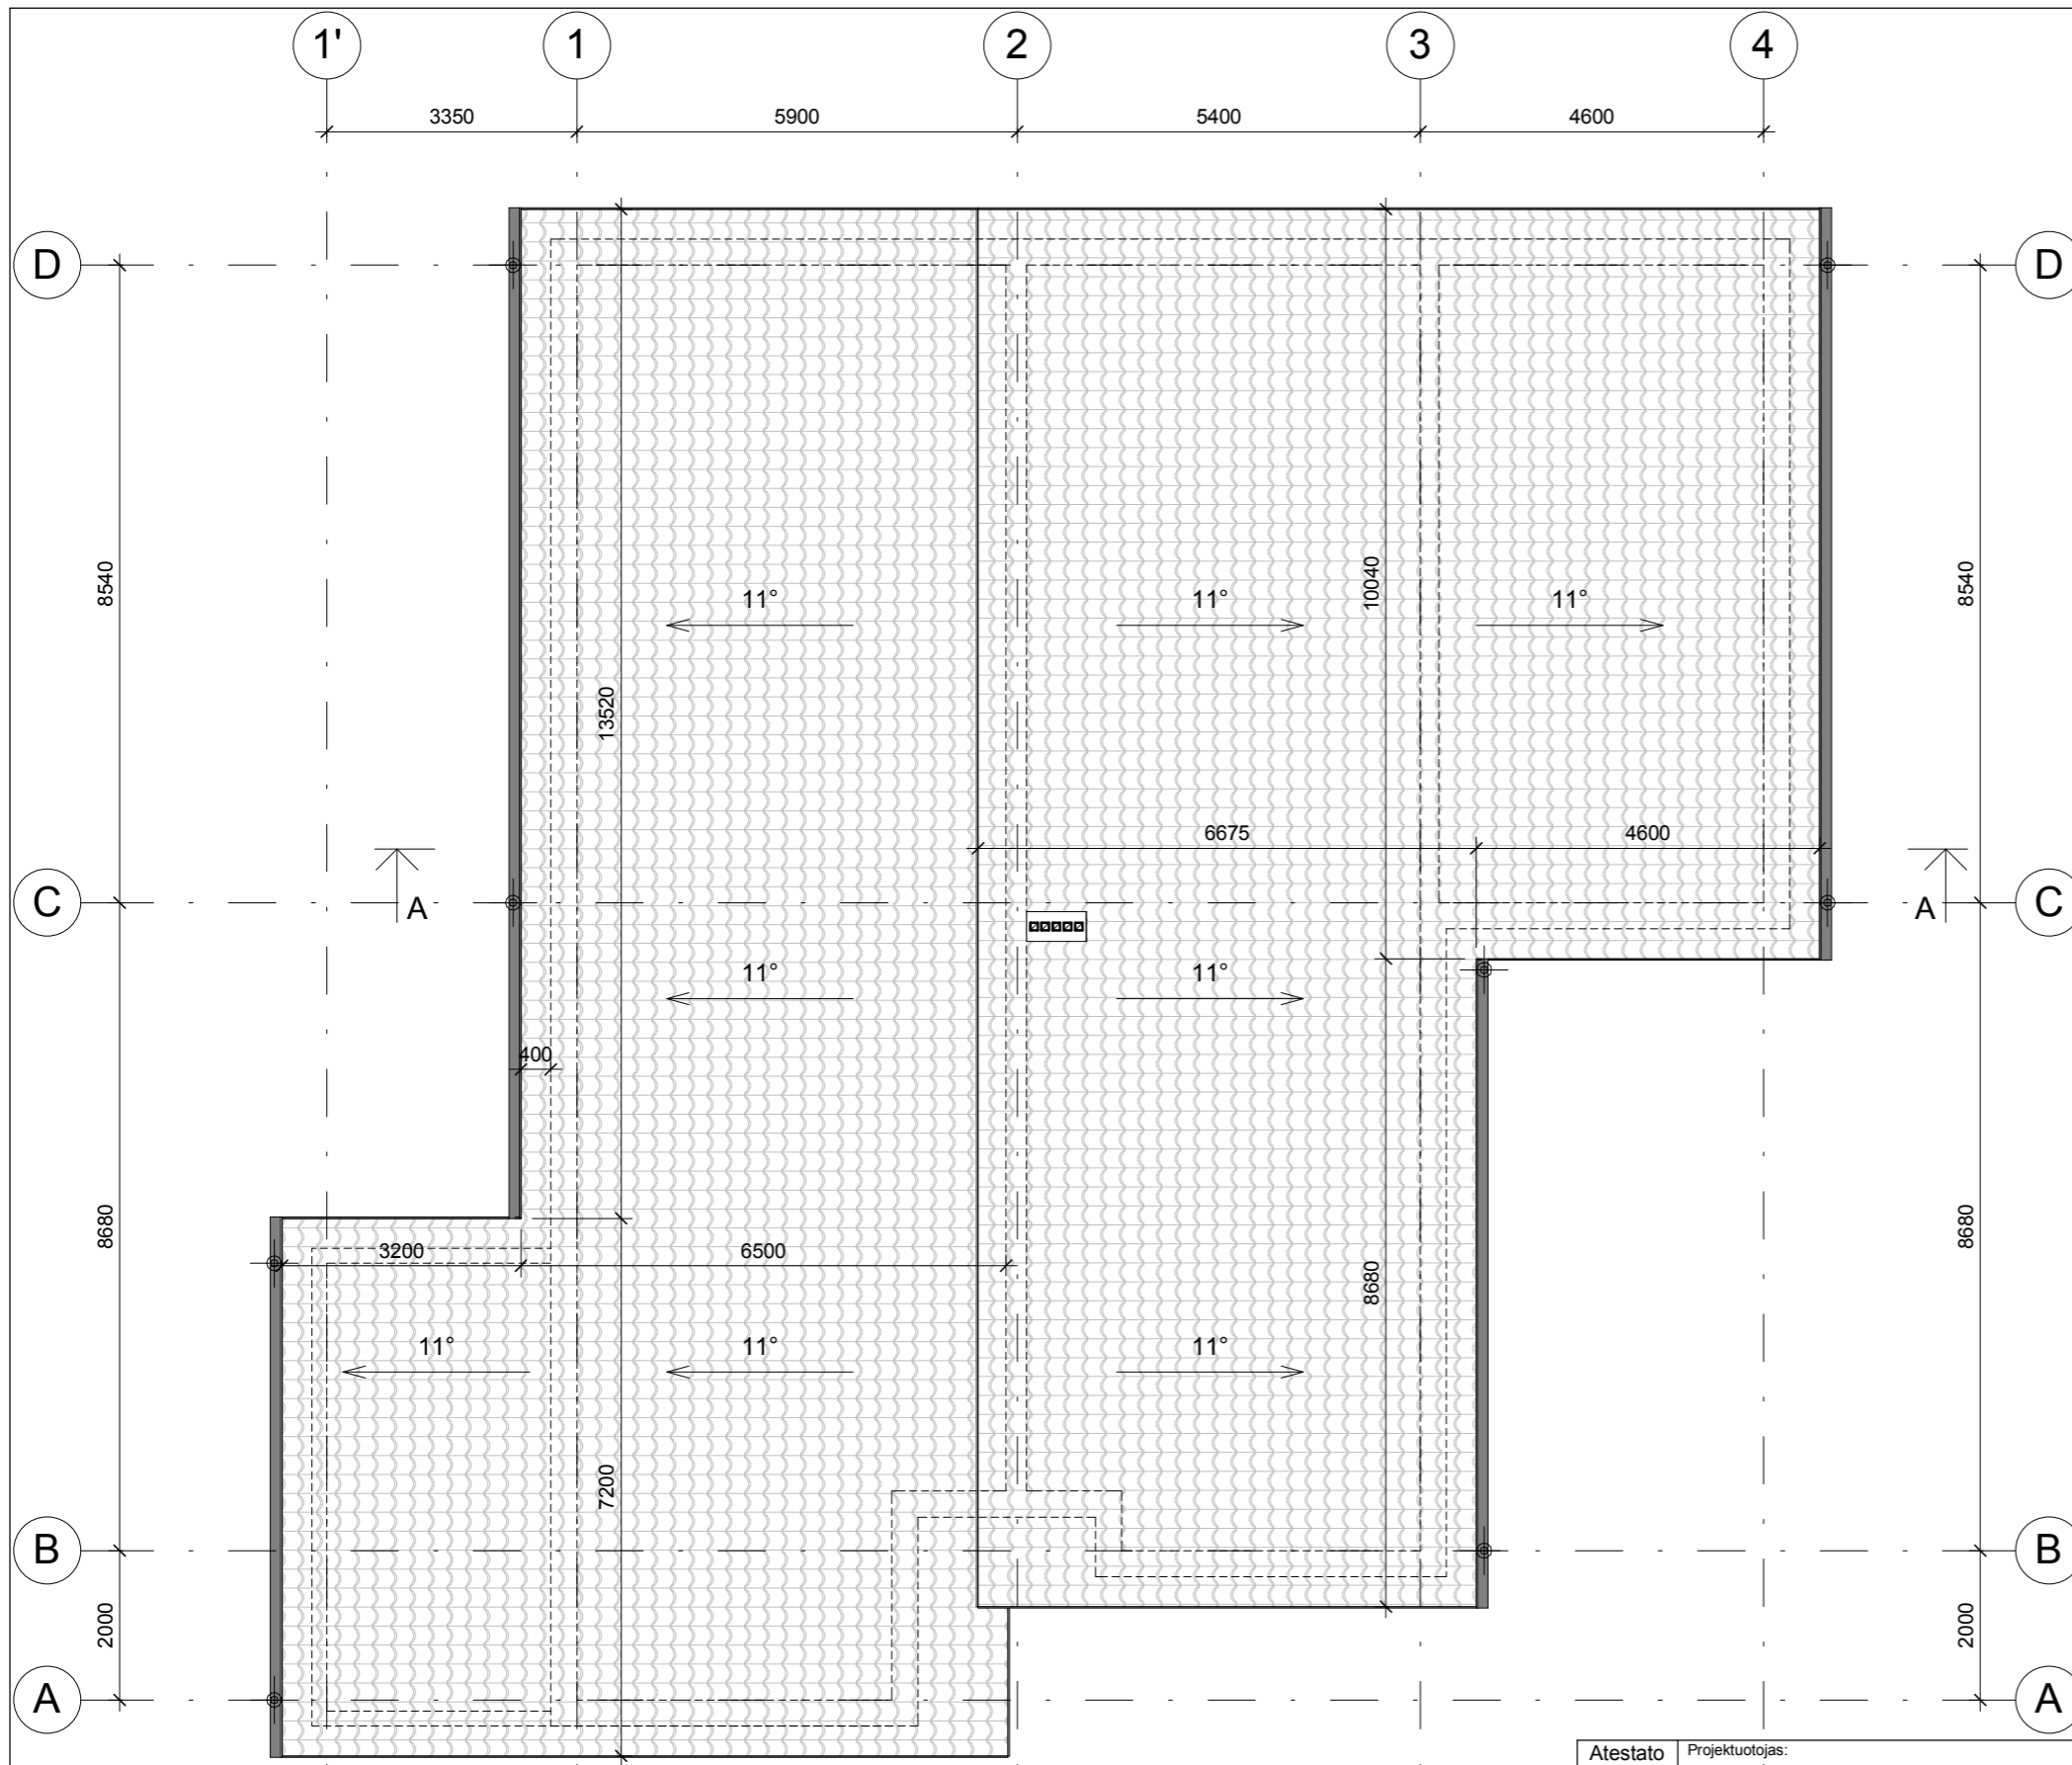 1' 1 2 3 4
3350 5900 5400 4600
D D
8540 13520 11° 11° 10040 11° 8540
6675 4600
C A A C
11° 11°
400
8680 3200 6500 8680 8680
11° 11° 11°
7200
B B
2000 2000
A A
Atestato Projektuotojas: